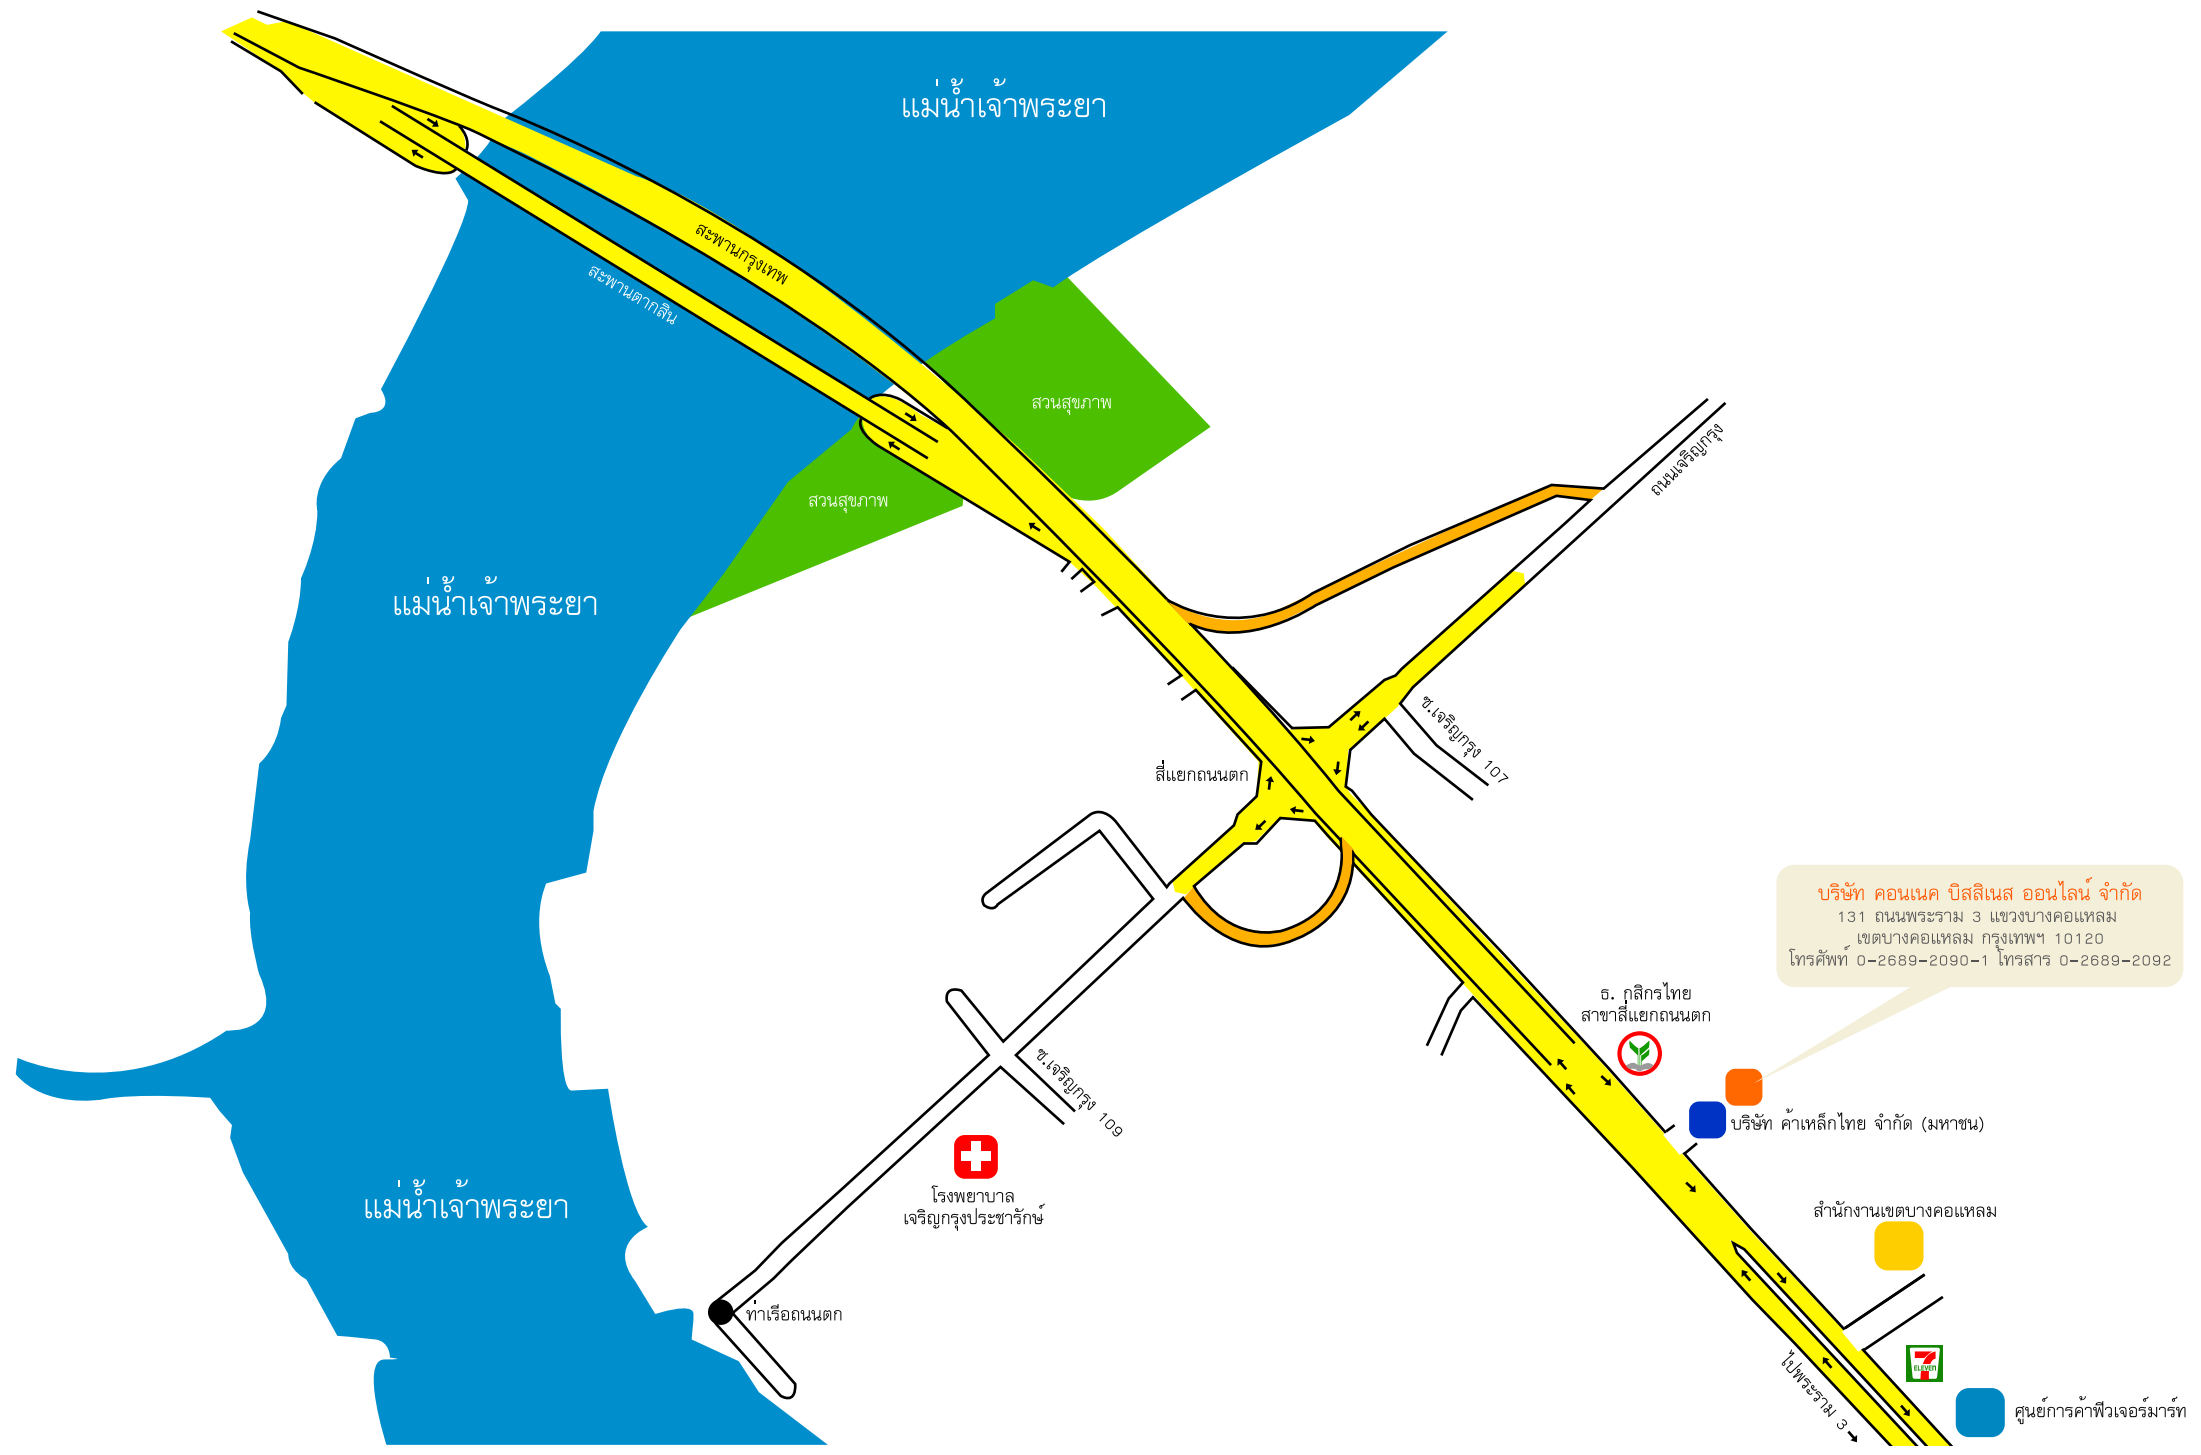 แม่น้ำเจ้าพระยา
สะพานกรุงเทพ
สะพานตากสิน
สวนสุขภาพ
สวนสุขภาพ
ถนนเจริญกรุง
แม่น้ำเจ้าพระยา
ซ.เจริญกรุง 107
สี่แยกถนนตก
บริษัท คอนเนค บิสสิเนส ออนไลน์ จำกัด
131 ถนนพระราม 3 แขวงบางคอแหลม
เขตบางคอแหลม กรุงเทพฯ 10120
โทรศัพท์ 0-2689-2090-1 โทรสาร 0-2689-2092
ธ. กสิกรไทย
สาขาสี่แยกถนนตก
ซ.เจริญกรุง 109
บริษัท ค้าเหล็กไทย จำกัด (มหาชน)
แม่น้ำเจ้าพระยา
โรงพยาบาล
เจริญกรุงประชารักษ์
สำนักงานเขตบางคอแหลม
ท่าเรือถนนตก
7
ELEVEn
ไปพระราม 3
ศูนย์การค้าฟิวเจอร์มาร์ท